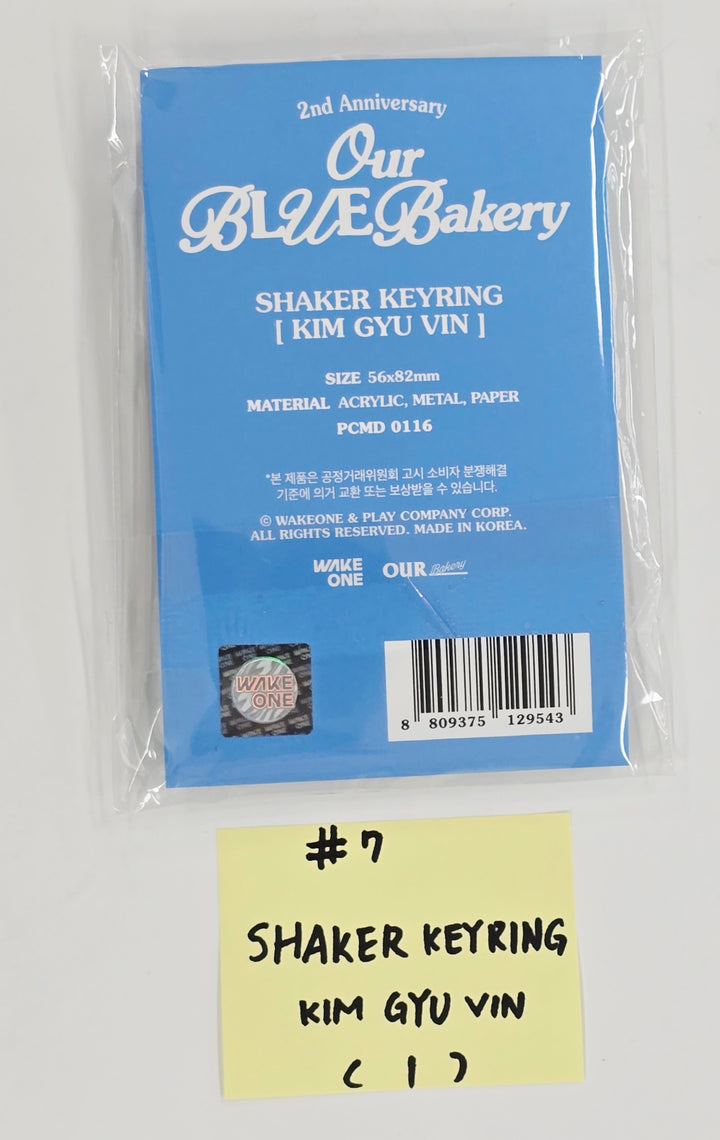 2nd Anniversary
Our
BLUE Bakery
SHAKER KEYRING
[ KIM GYU VIN ]
SIZE 56x82mm
MATERIAL ACRYLIC, METAL, PAPER
PCMD 0116
*본 제품은 공정거래위원회 고시 소비자 분쟁해결
기준에 의거 교환 또는 보상받을 수 있습니다.
© WAKEONE & PLAY COMPANY CORP.
ALL RIGHTS RESERVED. MADE IN KOREA.
WAKE
ONE
OUR Bakery
WAKE
ONE
8 809375 129543
#7
SHAKER KEYRING
KIM GYU VIN
( 1 )